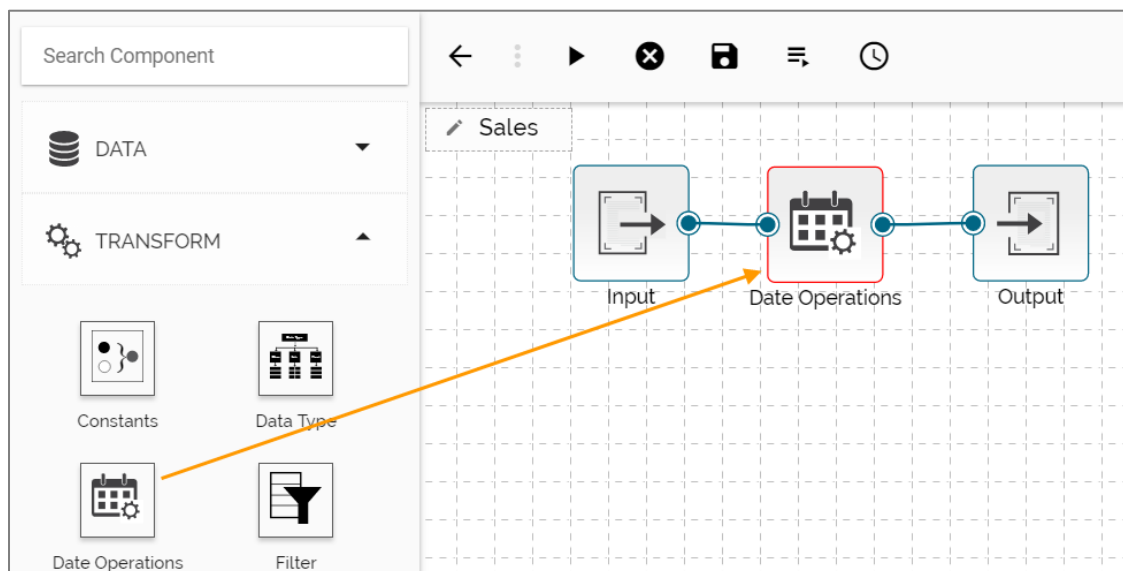 Search Component
DATA
TRANSFORM
Constants
Data Type
Date Operations
Filter
Sales
Input
Date Operations
Output